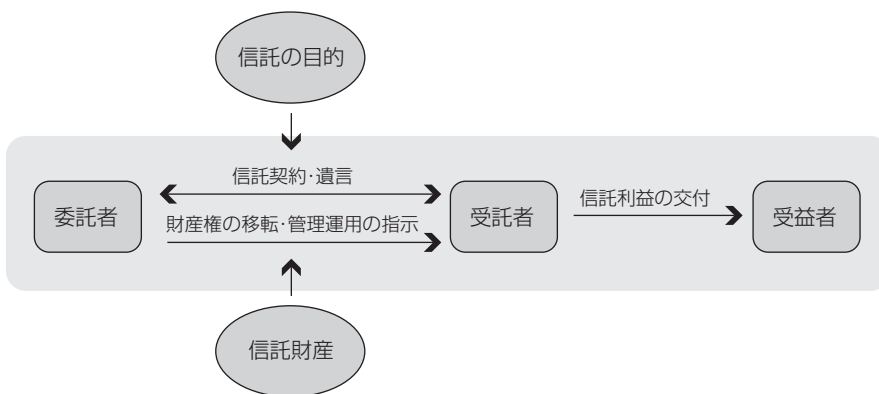 信託の目的
信託契約・遺言
委託者
財産権の移転・管理運用の指示
受託者
信託利益の交付
受益者
信託財産